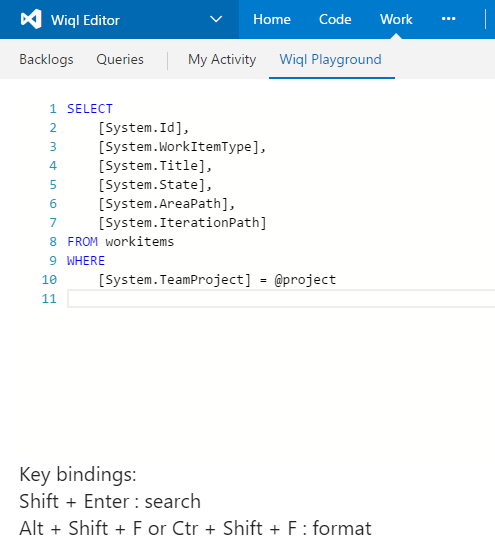 Wiql Editor Home Code Work ···
Backlogs Queries | My Activity Wiql Playground
1 SELECT
2 [System.Id],
3 [System.WorkItemType],
4 [System.Title],
5 [System.State],
6 [System.AreaPath],
7 [System.IterationPath]
8 FROM workitems
9 WHERE
10 [System.TeamProject] = @project
11
Key bindings:
Shift + Enter : search
Alt + Shift + F or Ctr + Shift + F : format